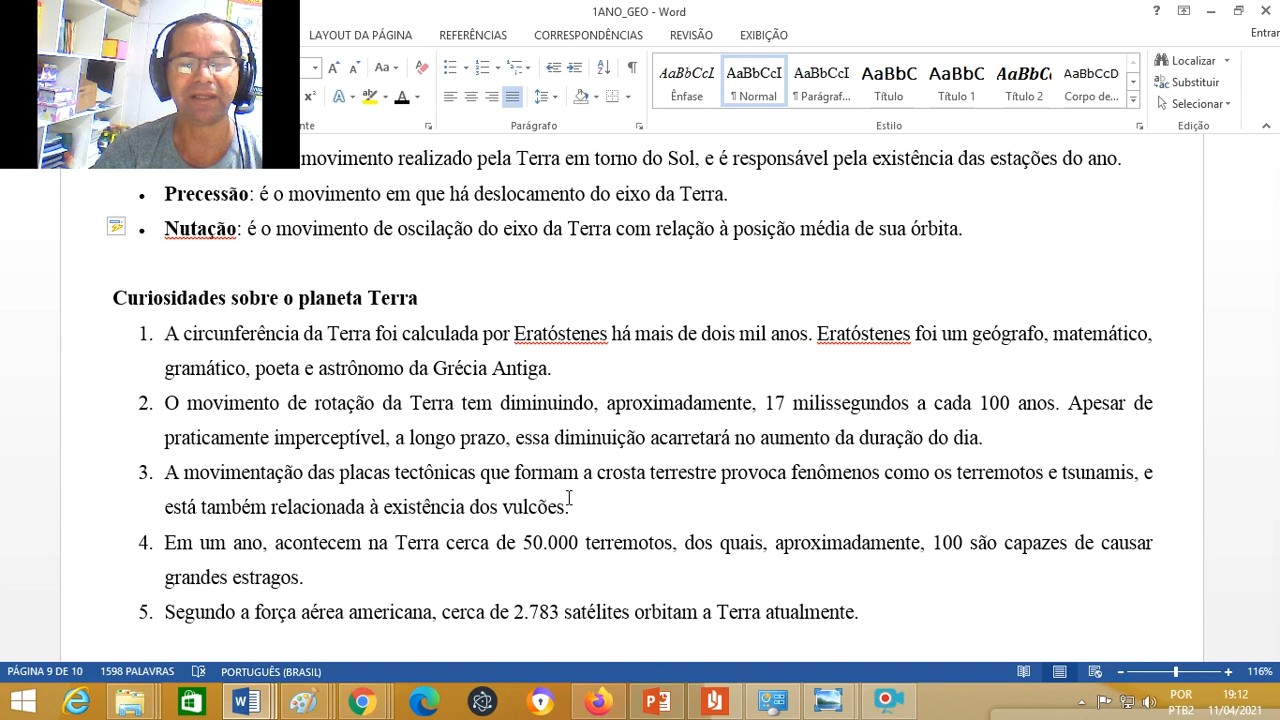 1ANO_GEO - Word
?
Entrar
LAYOUT DA PÁGINA REFERÊNCIAS CORRESPONDÊNCIAS REVISÃO EXIBIÇÃO
Aa
AaBbCcI AaBbCcI AaBbCcI AaBbC AaBbC AaBbCc AaBbCcD
Ênfase ¶ Normal ¶ Parágraf... Título Título 1 Título 2 Corpo de...
Localizar
Substituir
Selecionar
Parágrafo Estilo Edição
movimento realizado pela Terra em torno do Sol, e é responsável pela existência das estações do ano.
• Precessão: é o movimento em que há deslocamento do eixo da Terra.
• Nutação: é o movimento de oscilação do eixo da Terra com relação à posição média de sua órbita.
Curiosidades sobre o planeta Terra
1. A circunferência da Terra foi calculada por Eratóstenes há mais de dois mil anos. Eratóstenes foi um geógrafo, matemático,
gramático, poeta e astrônomo da Grécia Antiga.
2. O movimento de rotação da Terra tem diminuindo, aproximadamente, 17 milissegundos a cada 100 anos. Apesar de
praticamente imperceptível, a longo prazo, essa diminuição acarretará no aumento da duração do dia.
3. A movimentação das placas tectônicas que formam a crosta terrestre provoca fenômenos como os terremotos e tsunamis, e
está também relacionada à existência dos vulcões.
4. Em um ano, acontecem na Terra cerca de 50.000 terremotos, dos quais, aproximadamente, 100 são capazes de causar
grandes estragos.
5. Segundo a força aérea americana, cerca de 2.783 satélites orbitam a Terra atualmente.
PÁGINA 9 DE 10 1598 PALAVRAS PORTUGUÊS (BRASIL) 116%
POR 19:12
PTB2 11/04/2021